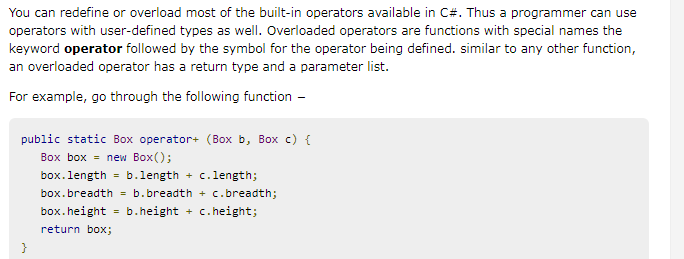 You can redefine or overload most of the built-in operators available in C#. Thus a programmer can use
operators with user-defined types as well. Overloaded operators are functions with special names the
keyword operator followed by the symbol for the operator being defined. similar to any other function,
an overloaded operator has a return type and a parameter list.
For example, go through the following function −
public static Box operator+ (Box b, Box c) {
   Box box = new Box();
   box.length = b.length + c.length;
   box.breadth = b.breadth + c.breadth;
   box.height = b.height + c.height;
   return box;
}